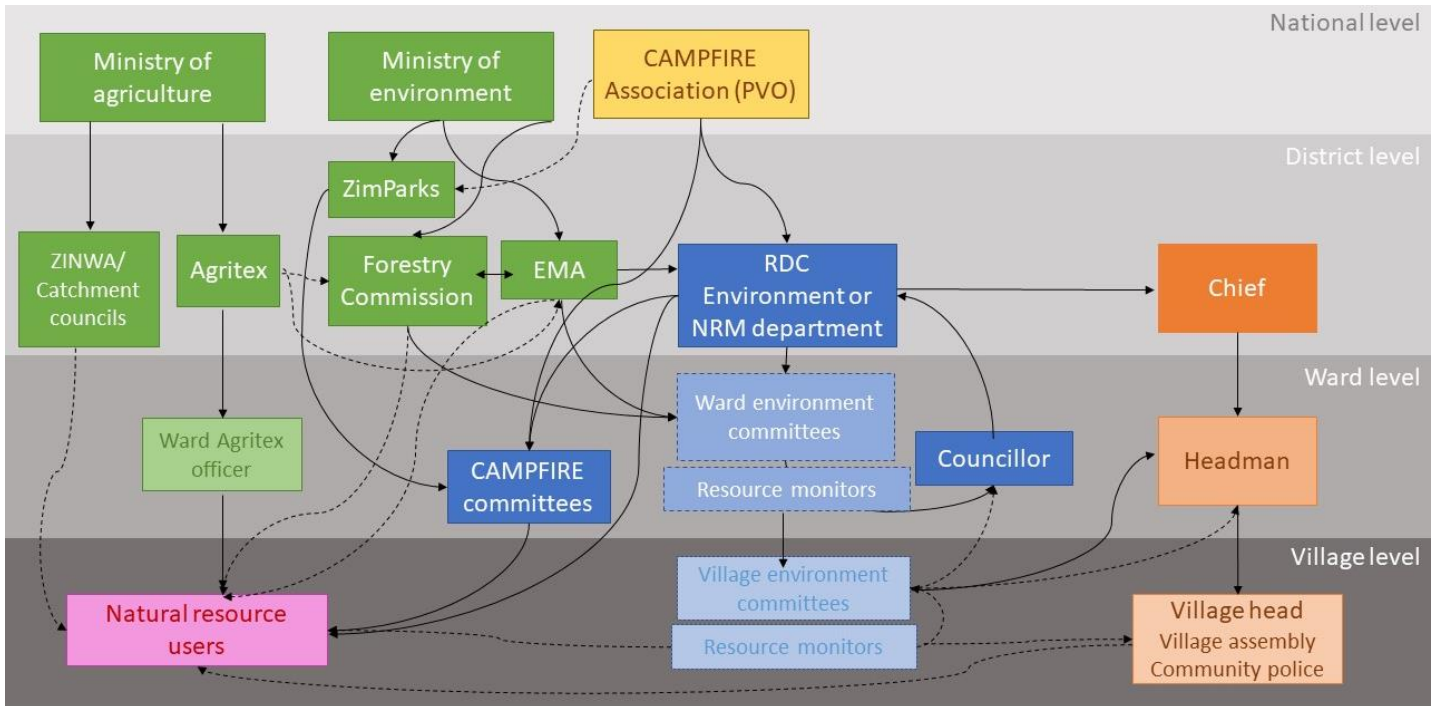 National level
Ministry of
agriculture
Ministry of
environment
CAMPFIRE
Association (PVO)
District level
ZimParks
ZINWA/
Catchment
councils
Agritex
Forestry
Commission
EMA
RDC
Environment or
NRM department
Chief
Ward level
Ward Agritex
officer
CAMPFIRE
committees
Ward environment
committees
Resource monitors
Councillor
Headman
Village level
Natural resource
users
Village environment
committees
Resource monitors
Village head
Village assembly
Community police